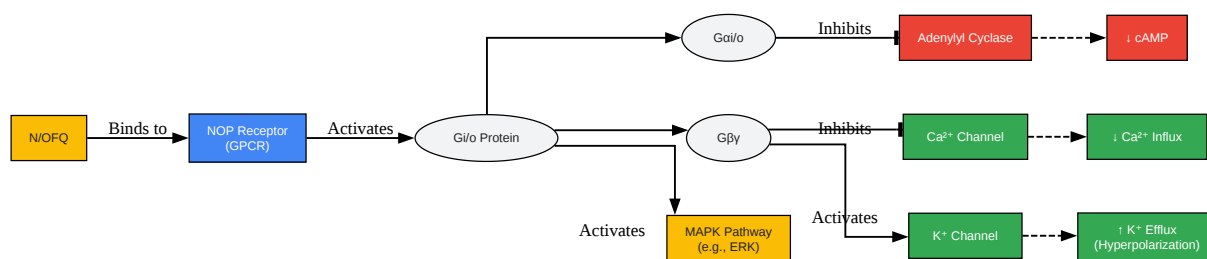 Gαi/o
Inhibits
Adenylyl Cyclase
↓ cAMP
N/OFQ
Binds to
NOP Receptor
(GPCR)
Activates
Gi/o Protein
Gβγ
Inhibits
Ca²⁺ Channel
↓ Ca²⁺ Influx
Activates
MAPK Pathway
(e.g., ERK)
Activates
K⁺ Channel
↑ K⁺ Efflux
(Hyperpolarization)